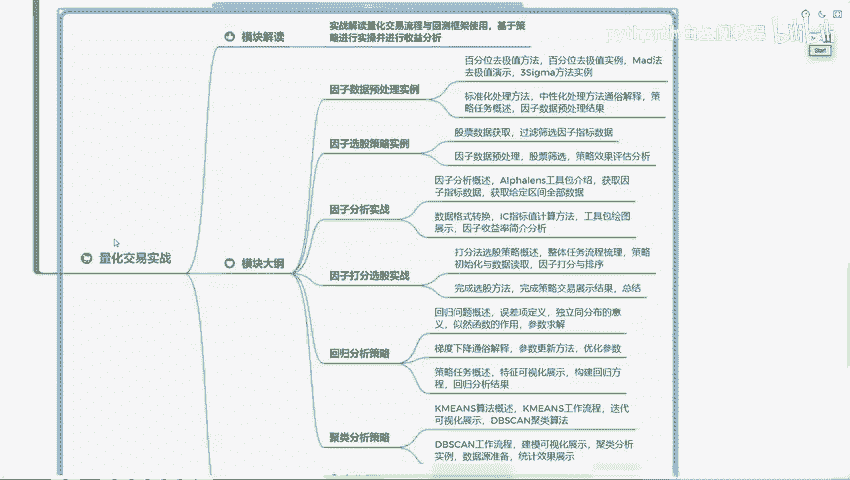 模块解读
实战解读量化交易流程与回测框架使用，基于策
略进行实操并进行收益分析
因子数据预处理实例
百分位去极值方法，百分位去极值实例，Mad法
去极值演示，3Sigma方法实例
标准化处理方法，中性化处理方法通俗解释，策
略任务概述，因子数据预处理结果
因子选股策略实例
股票数据获取，过滤筛选因子指标数据
因子数据预处理，股票筛选，策略效果评估分析
因子分析实战
因子分析概述，Alphalens工具包介绍，获取因
子指标数据，获取给定区间全部数据
数据格式转换，IC指标值计算方法，工具包绘图
展示，因子收益率简介分析
量化交易实战
模块大纲
因子打分选股实战
打分法选股策略概述，整体任务流程梳理，策略
初始化与数据读取，因子打分与排序
完成选股方法，完成策略交易展示结果，总结
回归分析策略
回归问题概述，误差项定义，独立同分布的意
义，似然函数的作用，参数求解
梯度下降通俗解释，参数更新方法，优化参数
策略任务概述，特征可视化展示，构建回归方
程，回归分析结果
聚类分析策略
KMEANS算法概述，KMEANS工作流程，迭代
可视化展示，DBSCAN聚类算法
DBSCAN工作流程，建模可视化展示，聚类分析
实例，数据源准备，统计效果展示
Start